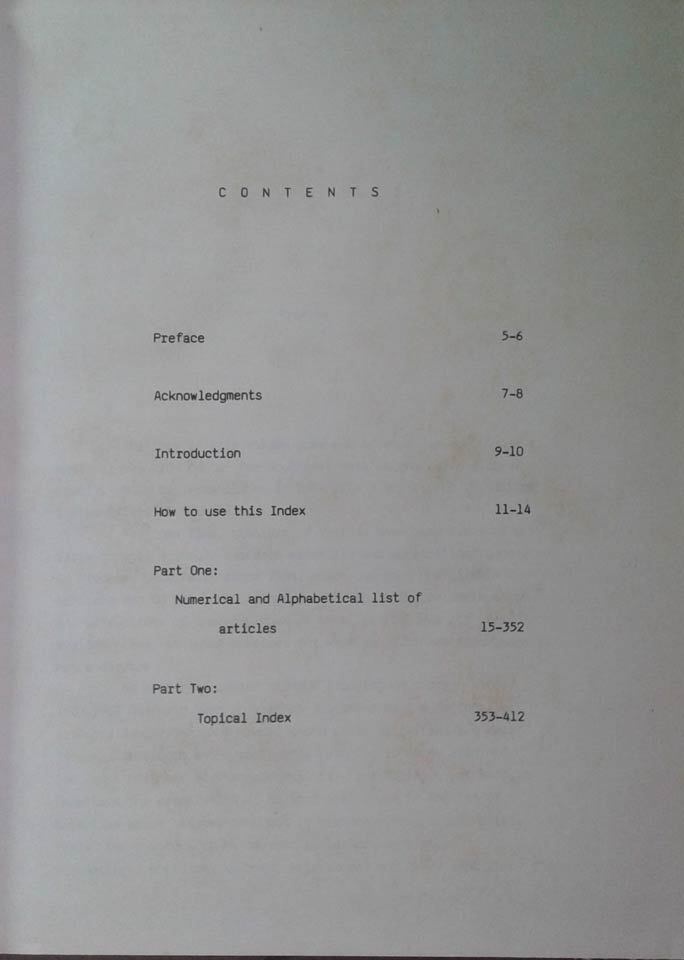 C O N T E N T S
Preface 5-6
Acknowledgments 7-8
Introduction 9-10
How to use this Index 11-14
Part One:
Numerical and Alphabetical list of
articles 15-352
Part Two:
Topical Index 353-412